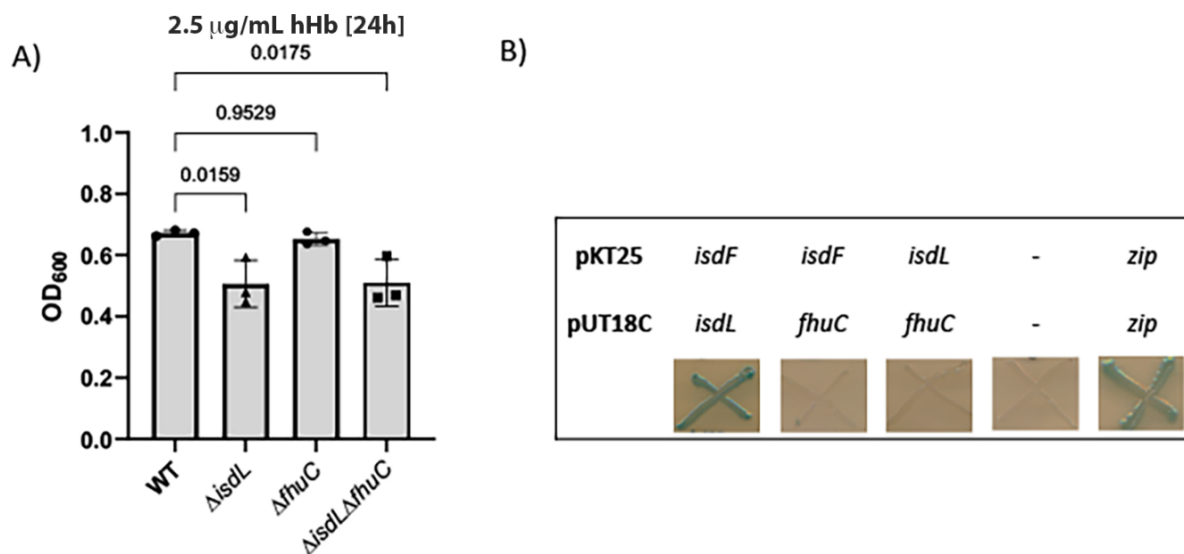 2.5 μg/mL hHb [24h]
A)
B)
0.0175
0.9529
0.0159
1.0
0.8
0.6
0.4
0.2
0.0
OD600
WT
ΔisdL
ΔfhuC
ΔisdLΔfhuC
pKT25 isdF isdF isdL - zip
pUT18C isdL fhuC fhuC - zip